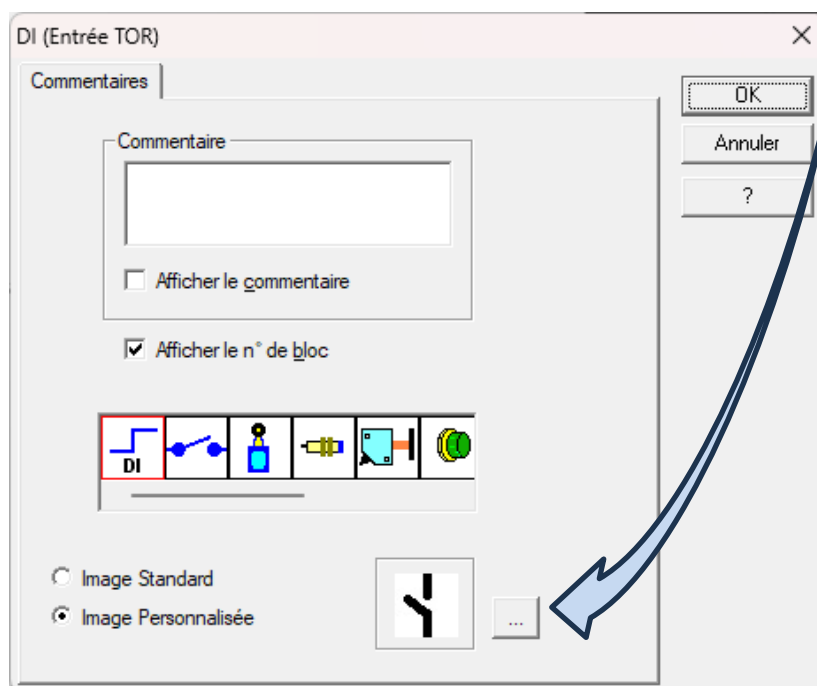 DI (Entrée TOR)
Commentaires
OK
Annuler
?
Commentaire
Afficher le commentaire
Afficher le n° de bloc
DI
Image Standard
Image Personnalisée
...